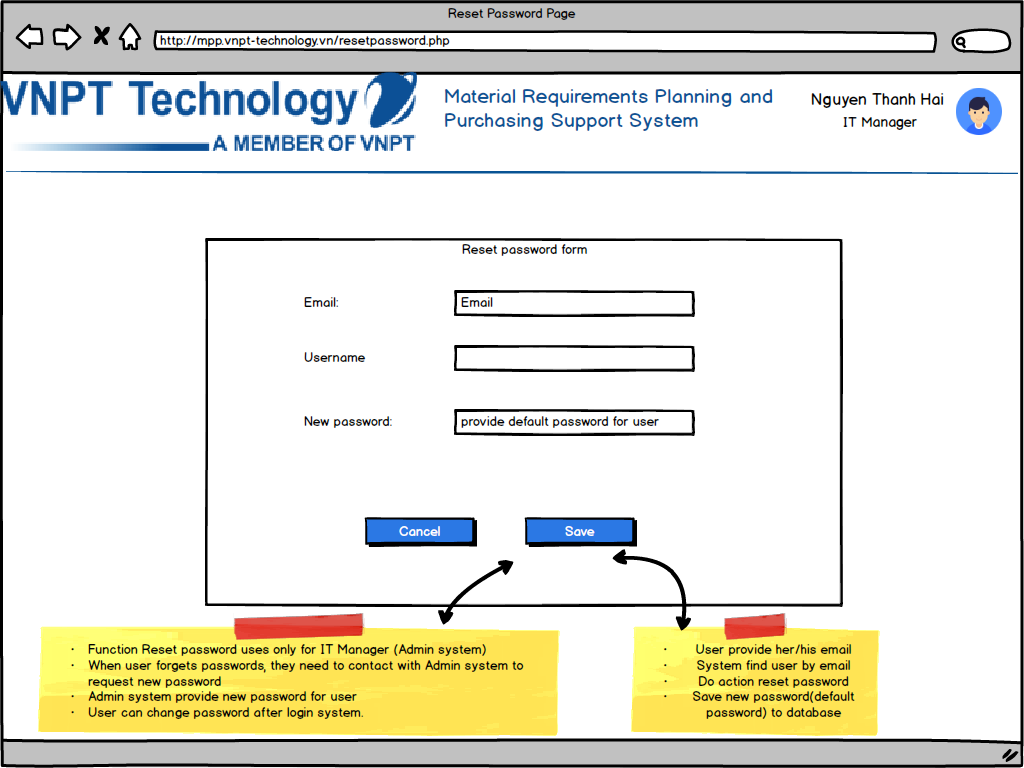 Reset Password Page
http://mpp.vnpt-technology.vn/resetpassword.php
VNPT Technology
A MEMBER OF VNPT
Material Requirements Planning and
Purchasing Support System
Nguyen Thanh Hai
IT Manager
Reset password form
Email:
Email
Username
New password:
provide default password for user
Cancel
Save
· Function Reset password uses only for IT Manager (Admin system)
· When user forgets passwords, they need to contact with Admin system to
request new password
· Admin system provide new password for user
· User can change password after login system.
· User provide her/his email
· System find user by email
· Do action reset password
· Save new password(default
password) to database